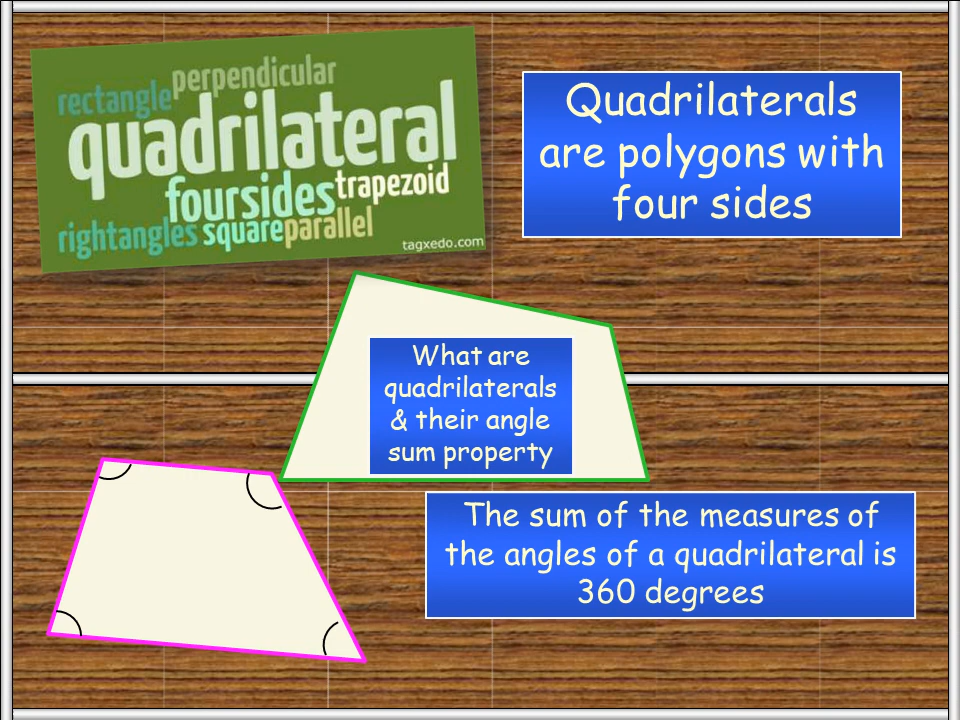 rectangle perpendicular
quadrilateral
foursides trapezoid
rightangles square parallel
tagxedo.com
Quadrilaterals
are polygons with
four sides
What are
quadrilaterals
& their angle
sum property
The sum of the measures of
the angles of a quadrilateral is
360 degrees